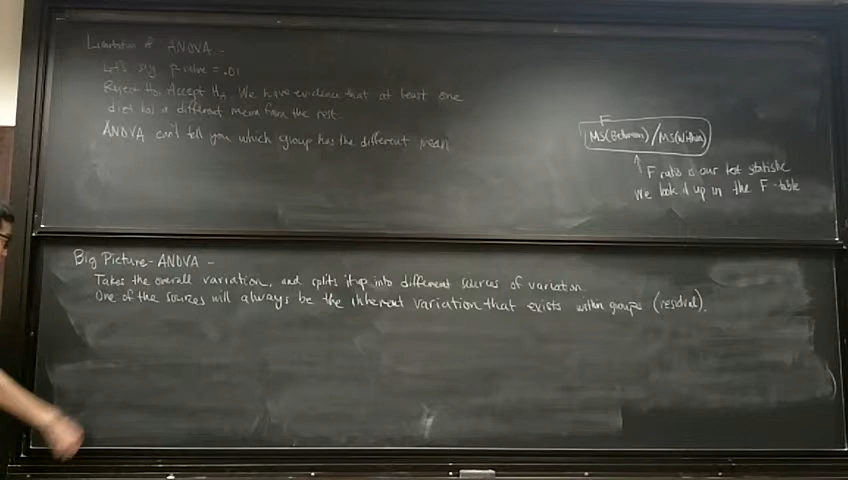 Limitation of ANOVA -
Let's say p-value = .01
Reject H0, Accept HA. We have evidence that at least one
diet has a different mean from the rest.
ANOVA can't tell you which group has the different mean
F
MS(Between)/MS(Within)
↑ F ratio is our test statistic
We look it up in the F-table
Big Picture - ANOVA -
Takes the overall variation, and splits it up into different sources of variation.
One of the sources will always be the inherent variation that exists within groups (residual).